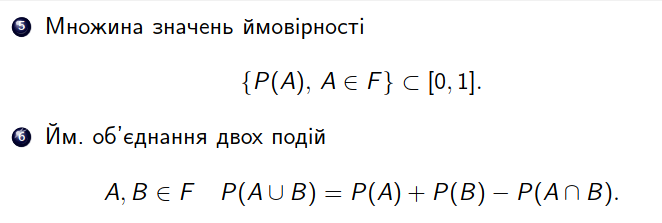 5 Множина значень ймовірності
{P(A), A ∈ F} ⊂ [0, 1].
6 Йм. об’єднання двох подій
A, B ∈ F P(A ∪ B) = P(A) + P(B) − P(A ∩ B).